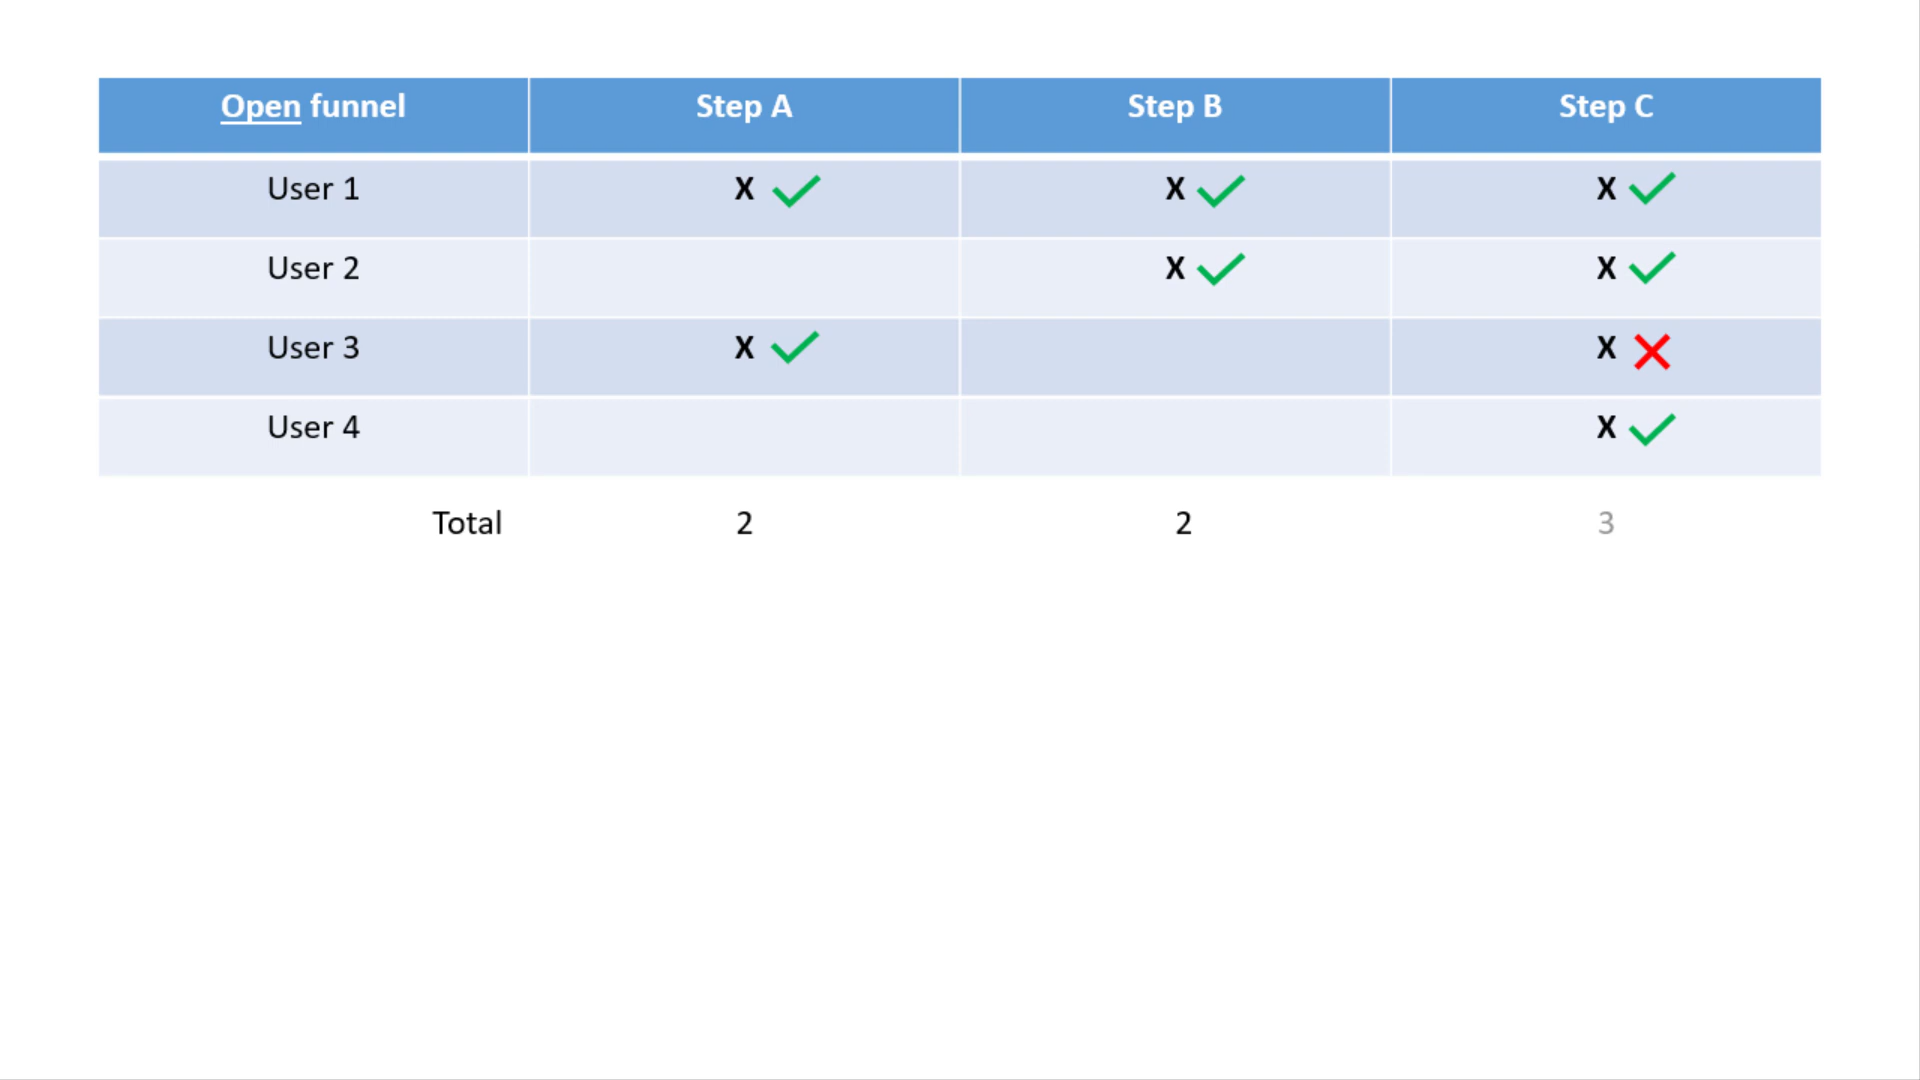 Open funnel Step A Step B Step C
User 1 X X X
User 2 X X
User 3 X X
User 4 X
Total 2 2 3